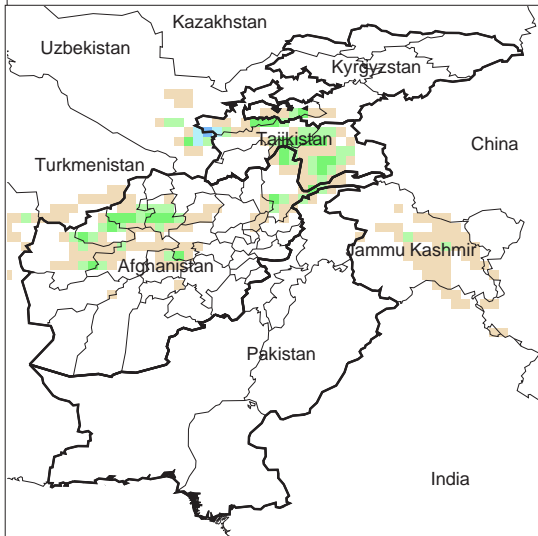 Kazakhstan
Uzbekistan
Kyrgyzstan
Tajikistan
China
Turkmenistan
Jammu Kashmir
Afghanistan
Pakistan
India